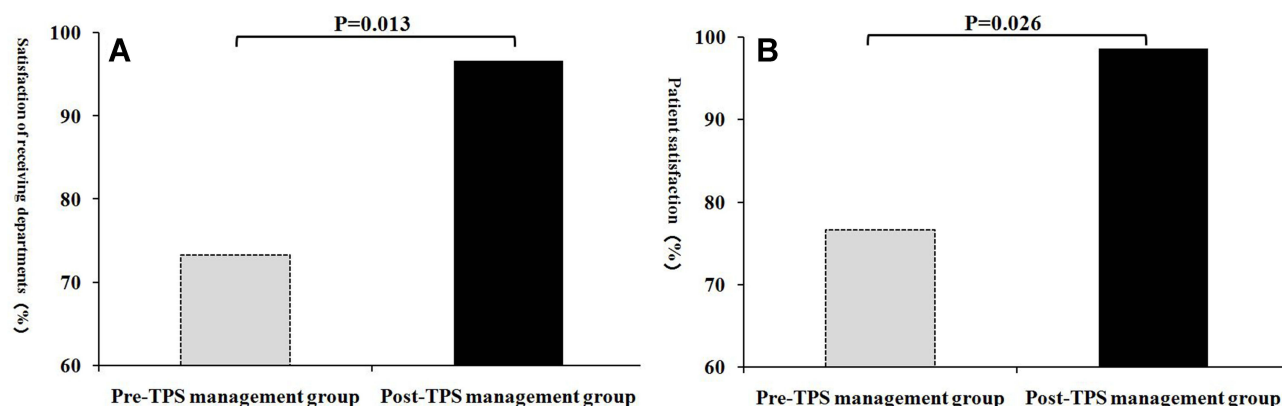 A
P=0.013
Satisfaction of receiving departments (%)
100
90
80
70
60
Pre-TPS management group
Post-TPS management group
B
P=0.026
Patient satisfaction (%)
100
90
80
70
60
Pre-TPS management group
Post-TPS management group